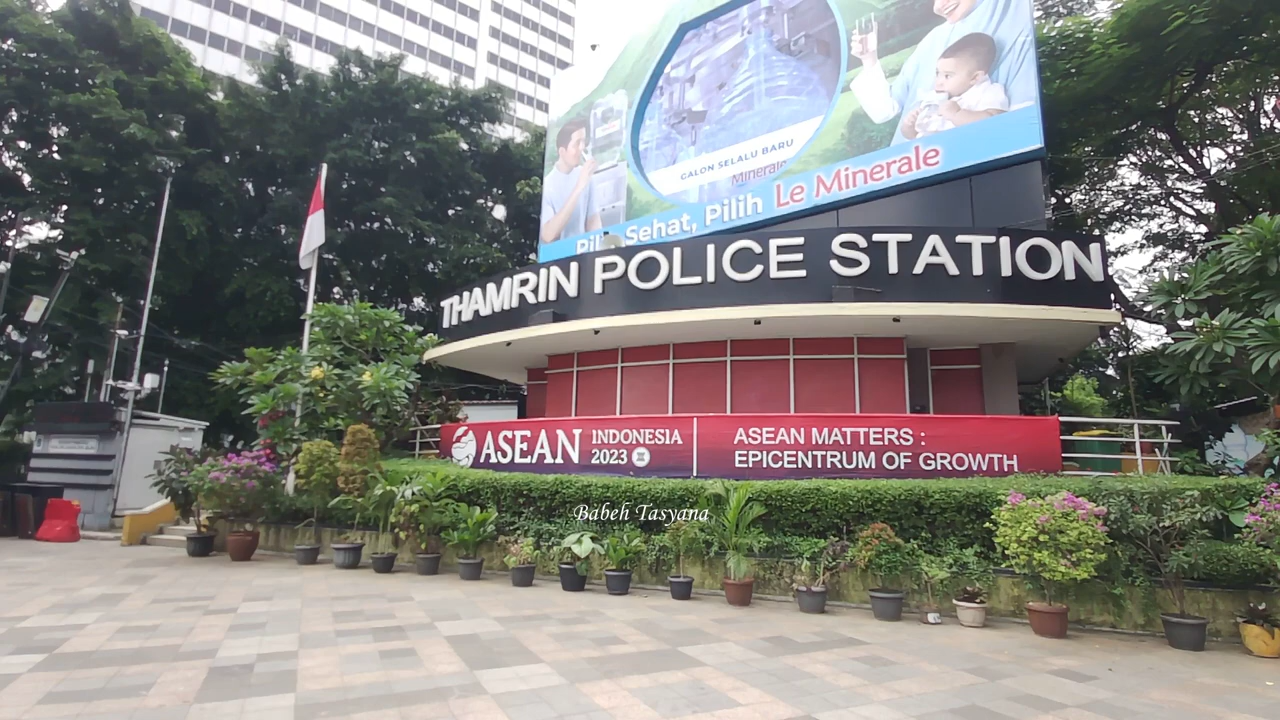 GALON SELALU BARU
Minerale
Sehat, Pilih Le Minerale
THAMRIN POLICE STATION
ASEAN INDONESIA 2023
ASEAN MATTERS :
EPICENTRUM OF GROWTH
Babeh Tasyana